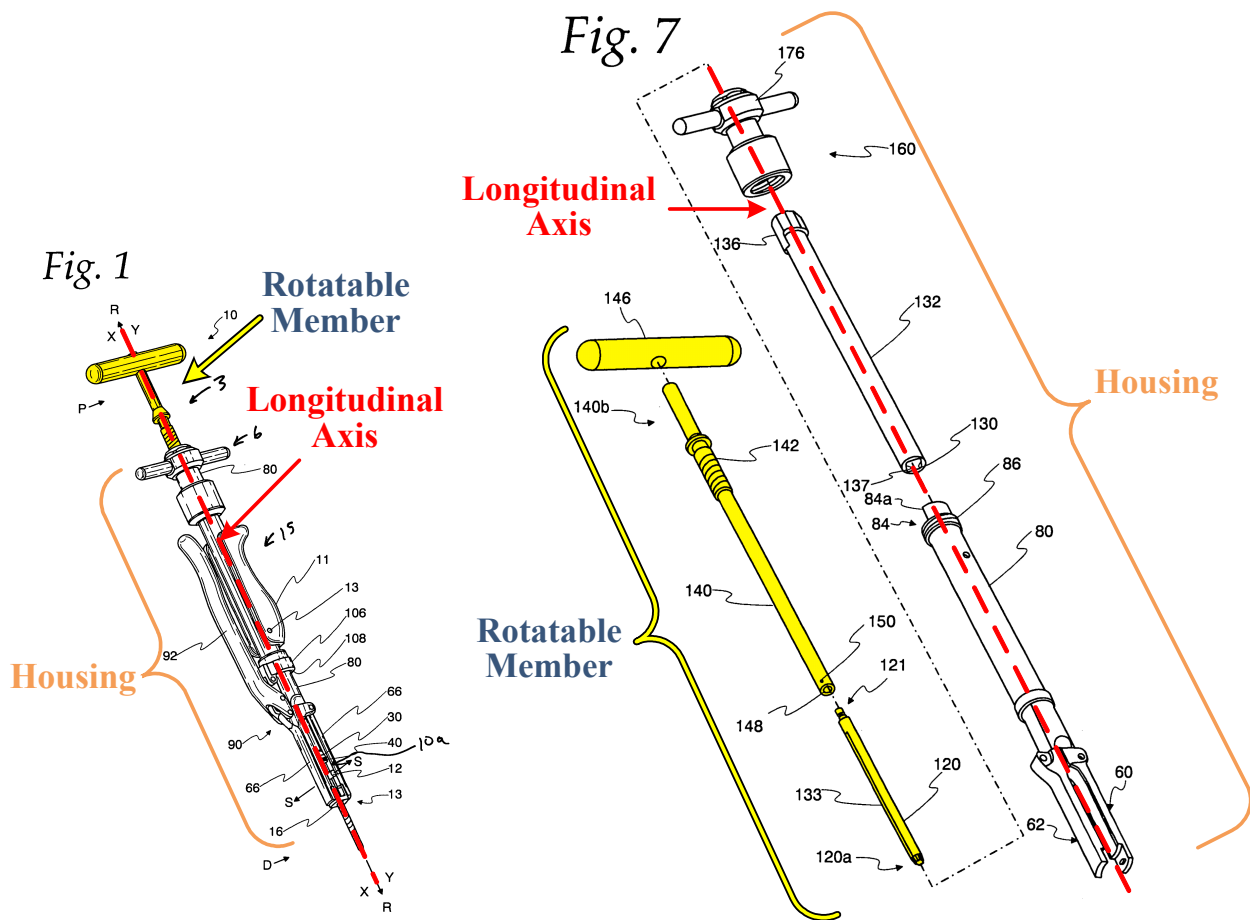 Fig. 7
176
160
Longitudinal
Axis
136
Fig. 1
Rotatable
Member
R
X Y
10
146
132
3
P
Longitudinal
Axis
140b
Housing
6
80
142
130
137
84a
86
84
15
80
11
13
140
106
92
108
Rotatable
Member
150
121
80
Housing
66
148
30
90
40
10a
S
66
12
120
60
S
13
133
16
62
120a
D
X Y
R